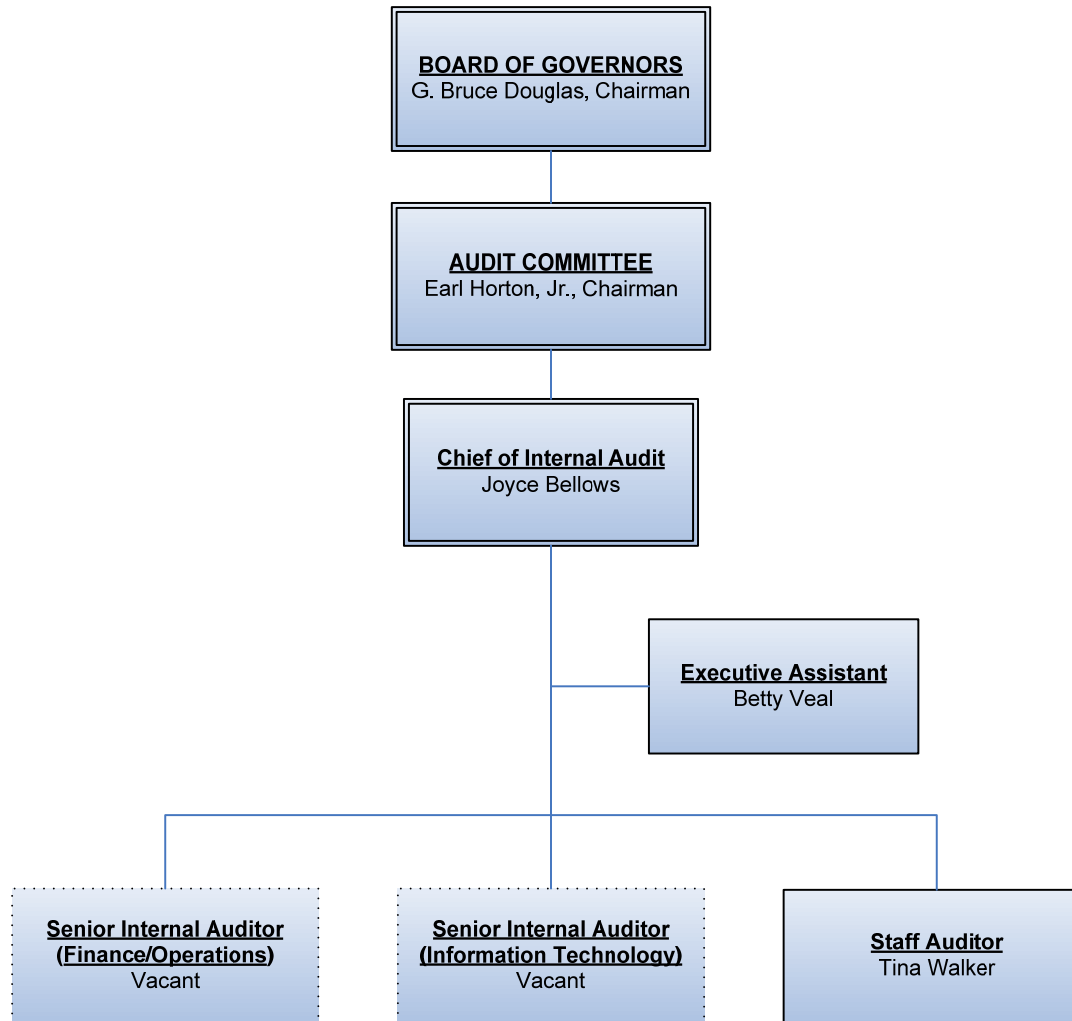 BOARD OF GOVERNORS
G. Bruce Douglas, Chairman
AUDIT COMMITTEE
Earl Horton, Jr., Chairman
Chief of Internal Audit
Joyce Bellows
Executive Assistant
Betty Veal
Senior Internal Auditor
(Finance/Operations)
Vacant
Senior Internal Auditor
(Information Technology)
Vacant
Staff Auditor
Tina Walker